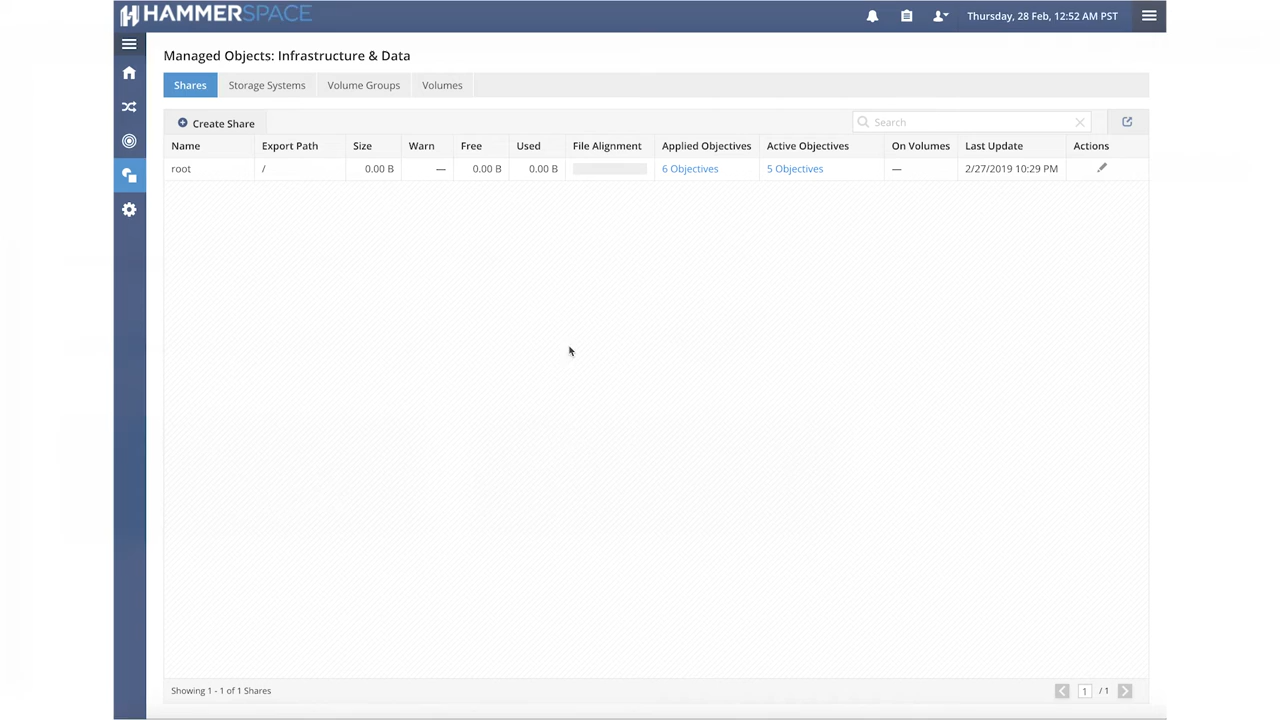 HAMMERSPACE
Thursday, 28 Feb, 12:52 AM PST
Managed Objects: Infrastructure & Data
Shares Storage Systems Volume Groups Volumes
Create Share Search
Name Export Path Size Warn Free Used File Alignment Applied Objectives Active Objectives On Volumes Last Update Actions
root / 0.00 B — 0.00 B 0.00 B 6 Objectives 5 Objectives — 2/27/2019 10:29 PM
Showing 1 - 1 of 1 Shares 1 / 1